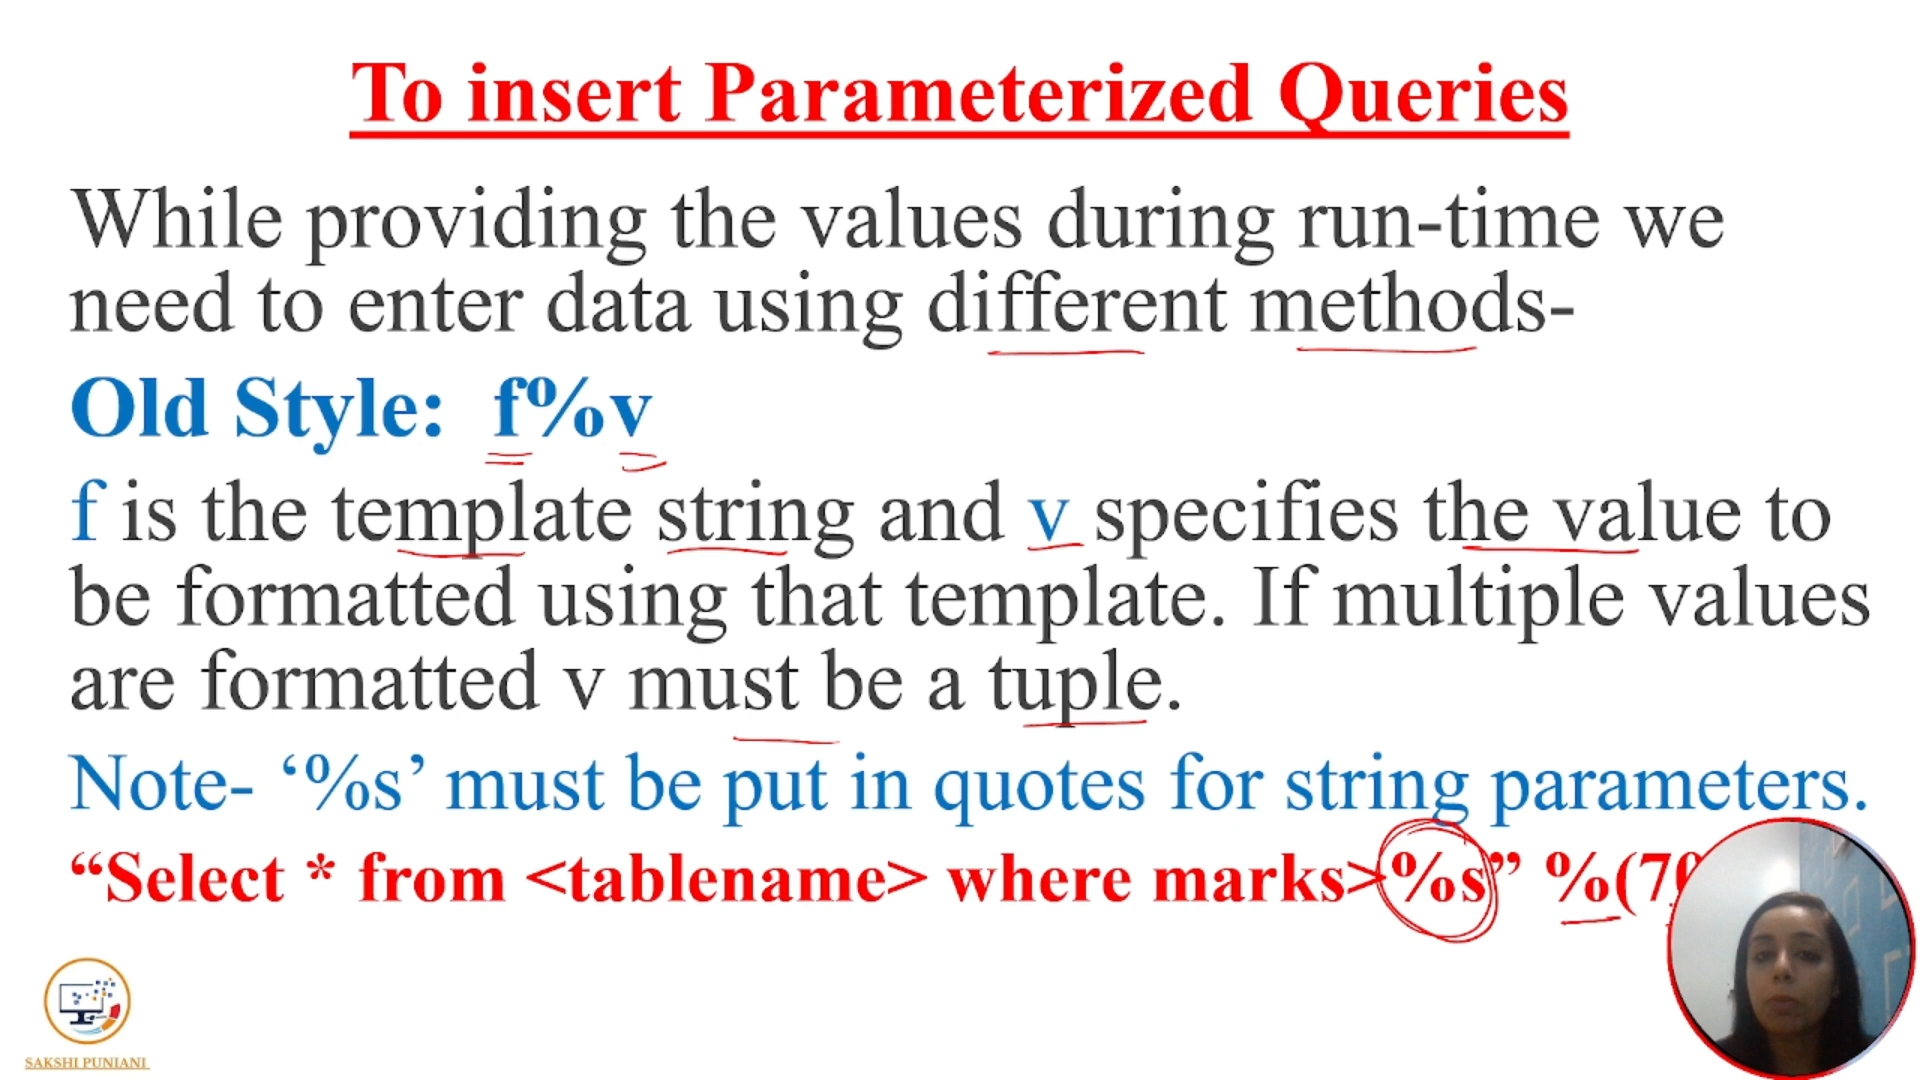 To insert Parameterized Queries
While providing the values during run-time we
need to enter data using different methods-
Old Style: f%v
f is the template string and v specifies the value to
be formatted using that template. If multiple values
are formatted v must be a tuple.
Note- ‘%s’ must be put in quotes for string parameters.
“Select * from <tablename> where marks>%s” %(70
SAKSHI PUNIANI